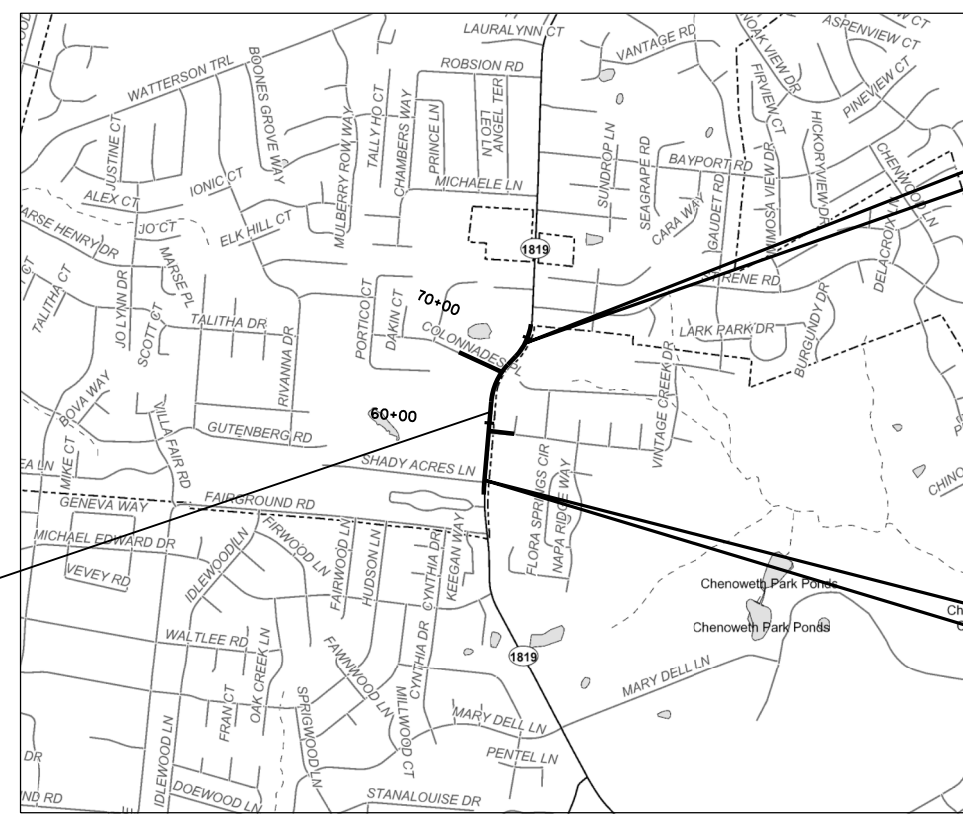 LAURALYNN CT
VANTAGE RD
ASPENVIEW CT
W CT
WATTERSON TRL
BOONES GROVE WAY
ROBSION RD
FIRVIEW CT
PINEVIEW CT
JUSTINE CT
MULBERRY ROW WAY
TALLY HO CT
CHAMBERS WAY
PRINCE LN
LEON
ANGEL TER
LN
SUNDROP LN
SEAGRAPE RD
BAYPORT RD
HICKORYVIEW DR
CHENWOOD LN
ALEX CT
IONIC CT
MICHAELE LN
CARA WAY
GAUDET RD
MIMOSA VIEW DR
ARSE HENRY DR
JO CT
ELK HILL CT
1819
DELACROIX
TALITHA CT
JO LYNN DR
MARSE PL
SCOTT CT
TALITHA DR
RIVANNA DR
PORTICO CT
DAKIN CT
70+00
COLONNADES PL
RENE RD
LARK PARK DR
BURGUNDY DR
BOVA WAY
VILLA FAIR RD
GUTENBERG RD
60+00
VINTAGE CREEK DR
EA LN
MIKE CT
SHADY ACRES LN
FLORA SPRINGS CIR
NAPA RIDGE WAY
CHINO
GENEVA WAY
FAIRGROUND RD
MICHAEL EDWARD DR
IDLEWOOD LN
FIRWOOD LN
FAIRWOOD LN
HUDSON LN
CYNTHIA DR
KEEGAN WAY
VEVEY RD
Chenoweth Park Ponds
Ch
Chenoweth Park Ponds
WALTLEE RD
OAK CREEK LN
FAWNWOOD LN
CYNTHIA DR
1819
MARY DELL LN
FRAN CT
SPRIGWOOD LN
MILLWOOD CT
MARY DELL LN
IDLEWOOD LN
PENTEL LN
DR
ND RD
DOEWOOD LN
STANALOUISE DR